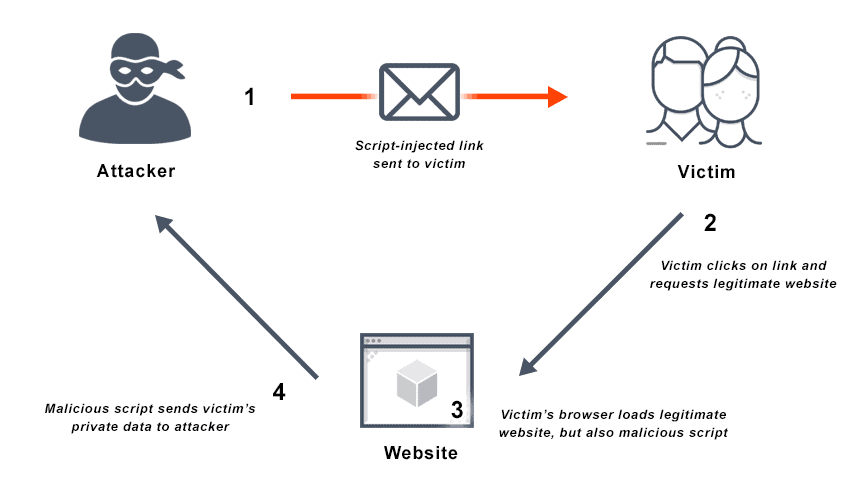 1
Script-injected link
sent to victim
Attacker
Victim
2
Victim clicks on link and
requests legitimate website
3
Victim's browser loads legitimate
website, but also malicious script
Website
4
Malicious script sends victim's
private data to attacker